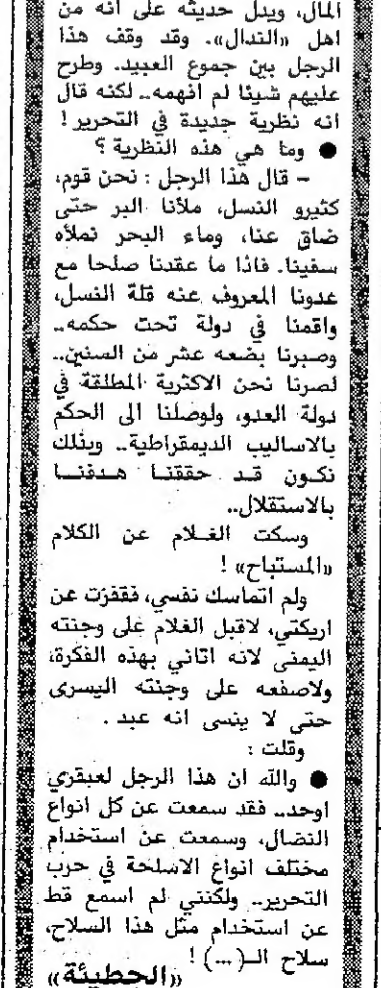 المال، ويدل حديثه على انه من
اهل «الندال». وقد وقف هذا
الرجل بين جموع العبيد. وطرح
عليهم شيئا لم افهمه.. لكنه قال
انه نظرية جديدة في التحرير!
● وما هي هذه النظرية؟
- قال هذا الرجل: نحن قوم،
كثيرو النسل، ملأنا البر حتى
ضاق عنا، وماء البحر نملأه
سفينا. فاذا ما عقدنا صلحا مع
عدونا المعروف عنه قلة النسل،
واقمنا في دولة تحت حكمه..
وصبرنا بضعه عشر من السنين..
لصرنا نحن الاكثرية المطلقة في
دولة العدو، ولوصلنا الى الحكم
بالاساليب الديمقراطية.. وبذلك
نكون قد حققنا هدفنا
بالاستقلال..
وسكت الغلام عن الكلام
«المستباح»!
ولم اتماسك نفسي، فقفزت عن
اريكتي، لاقبل الغلام على وجنته
اليمنى لانه اتاني بهذه الفكرة،
ولاصفعه على وجنته اليسرى
حتى لا ينسى انه عبد.
وقلت:
● والله ان هذا الرجل لعبقري
اوحد.. فقد سمعت عن كل انواع
النضال، وسمعت عن استخدام
مختلف انواع الاسلحة في حرب
التحرير.. ولكنني لم اسمع قط
عن استخدام مثل هذا السلاح،
سلاح الـ(...)!
«الحطيئة»